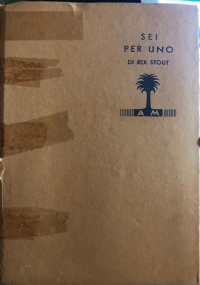 SEI
PER UNO
DI REX STOUT
A M